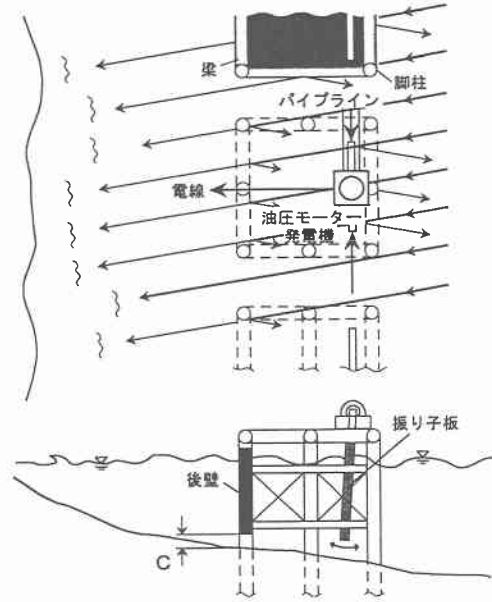 梁
脚柱
パイプライン
電線
油圧モーター
発電機
振り子板
後壁
C